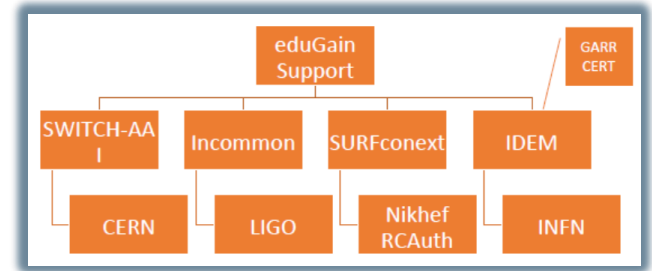 eduGain
Support
GARR
CERT
SWITCH-AA
I
Incommon
SURFconext
IDEM
CERN
LIGO
Nikhef
RCAuth
INFN